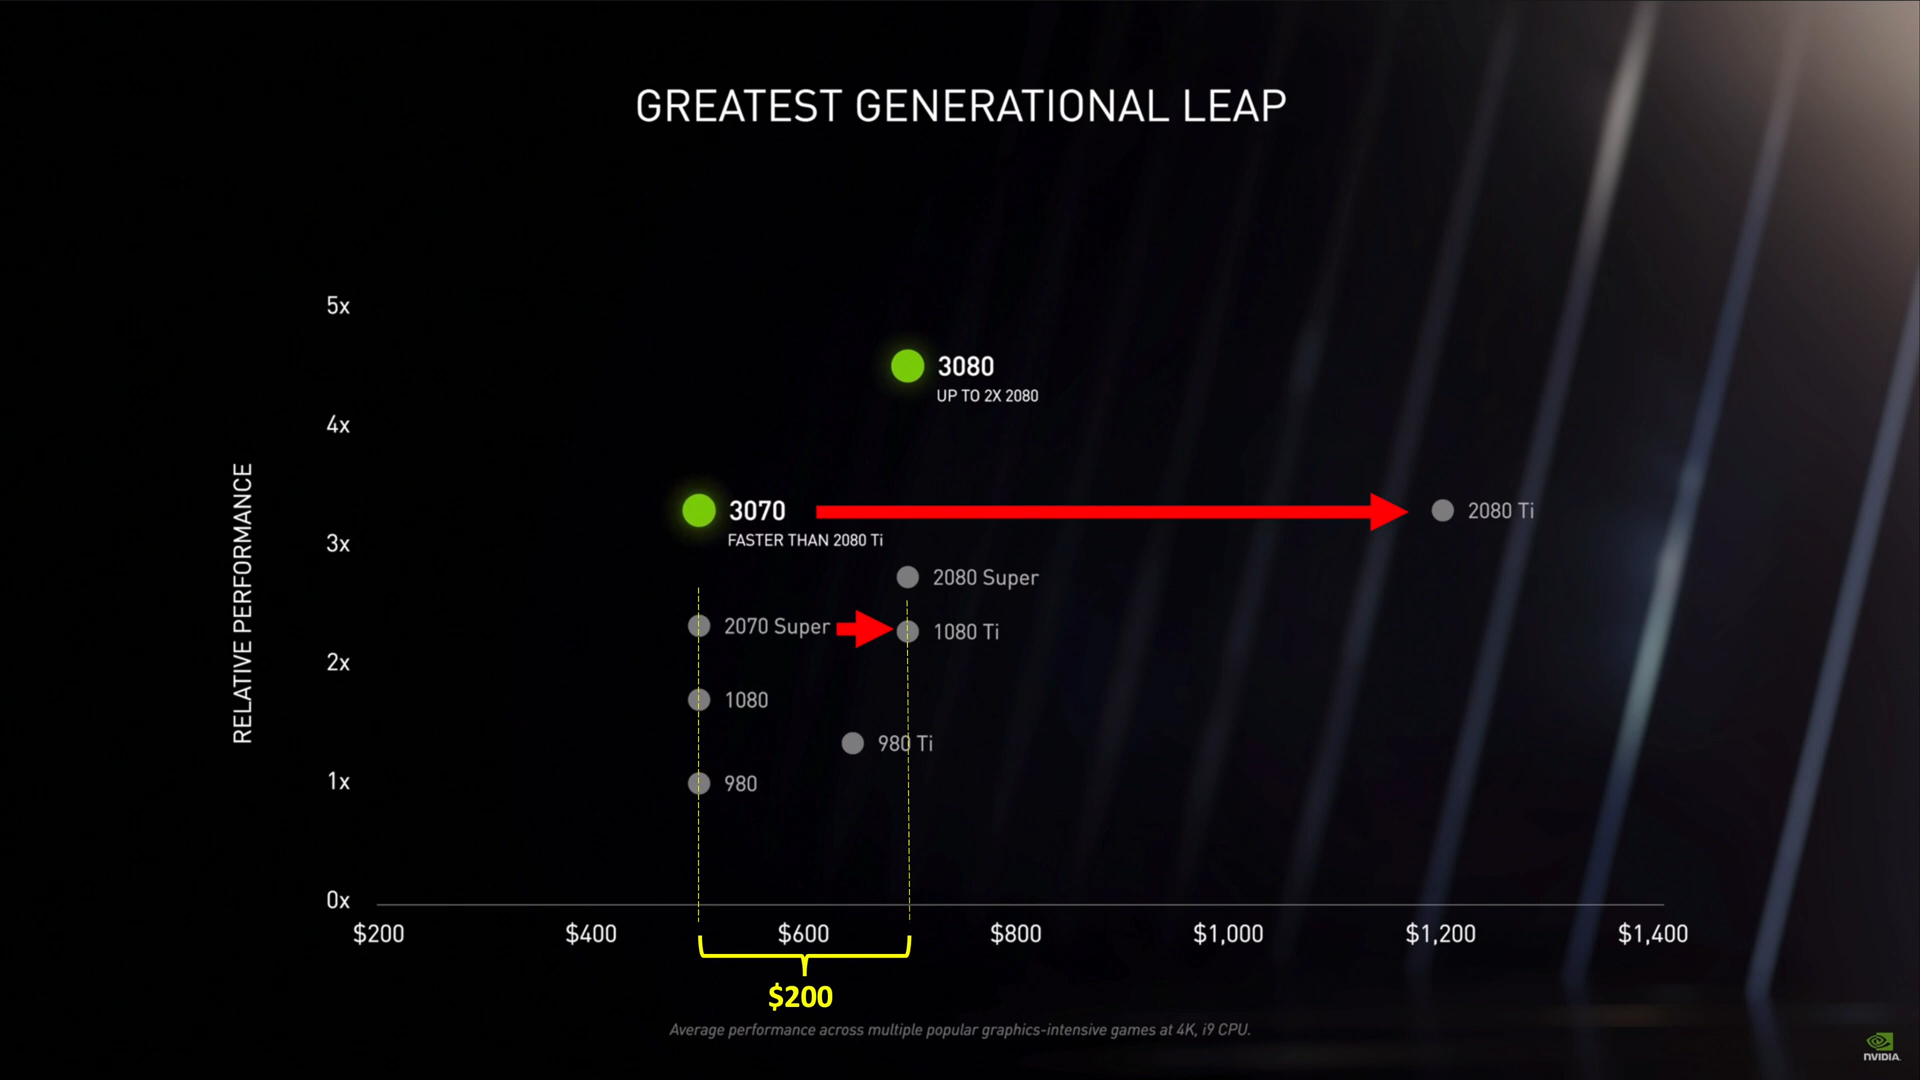 GREATEST GENERATIONAL LEAP
RELATIVE PERFORMANCE
5x
4x
3x
2x
1x
0x
3080
UP TO 2X 2080
3070
FASTER THAN 2080 Ti
2080 Ti
2080 Super
2070 Super
1080 Ti
1080
980 Ti
980
$200
$400
$600
$800
$1,000
$1,200
$1,400
$200
Average performance across multiple popular graphics-intensive games at 4K, i9 CPU.
NVIDIA.